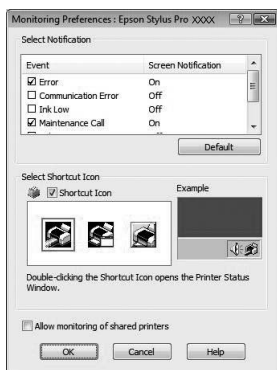 Monitoring Preferences : Epson Stylus Pro XXXX
Select Notification
Event Screen Notification
Error On
Communication Error Off
Ink Low Off
Maintenance Call On
Default
Select Shortcut Icon
Shortcut Icon
Example
Double-clicking the Shortcut Icon opens the Printer Status
Window.
Allow monitoring of shared printers
OK Cancel Help